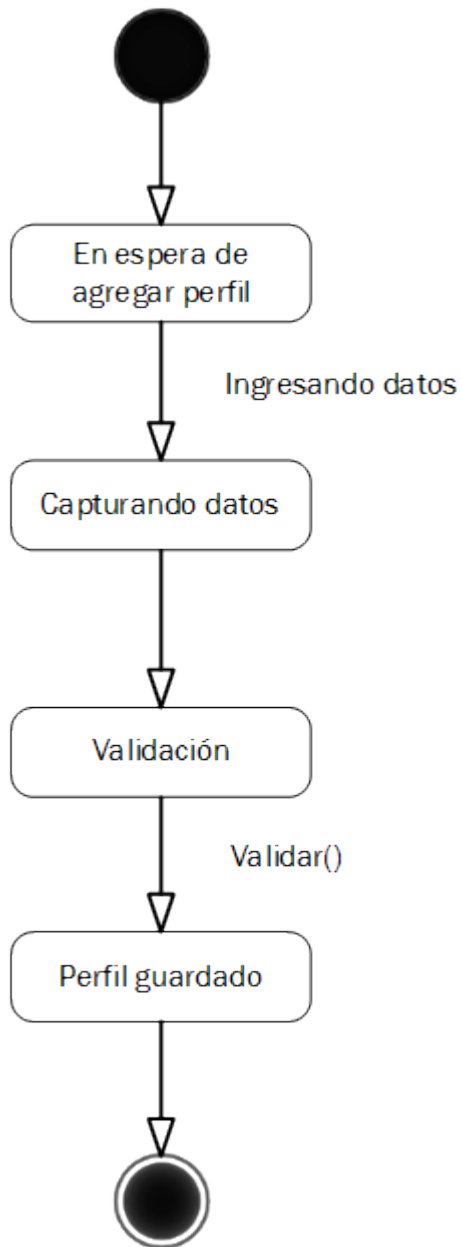 En espera de
agregar perfil
Ingresando datos
Capturando datos
Validación
Validar()
Perfil guardado